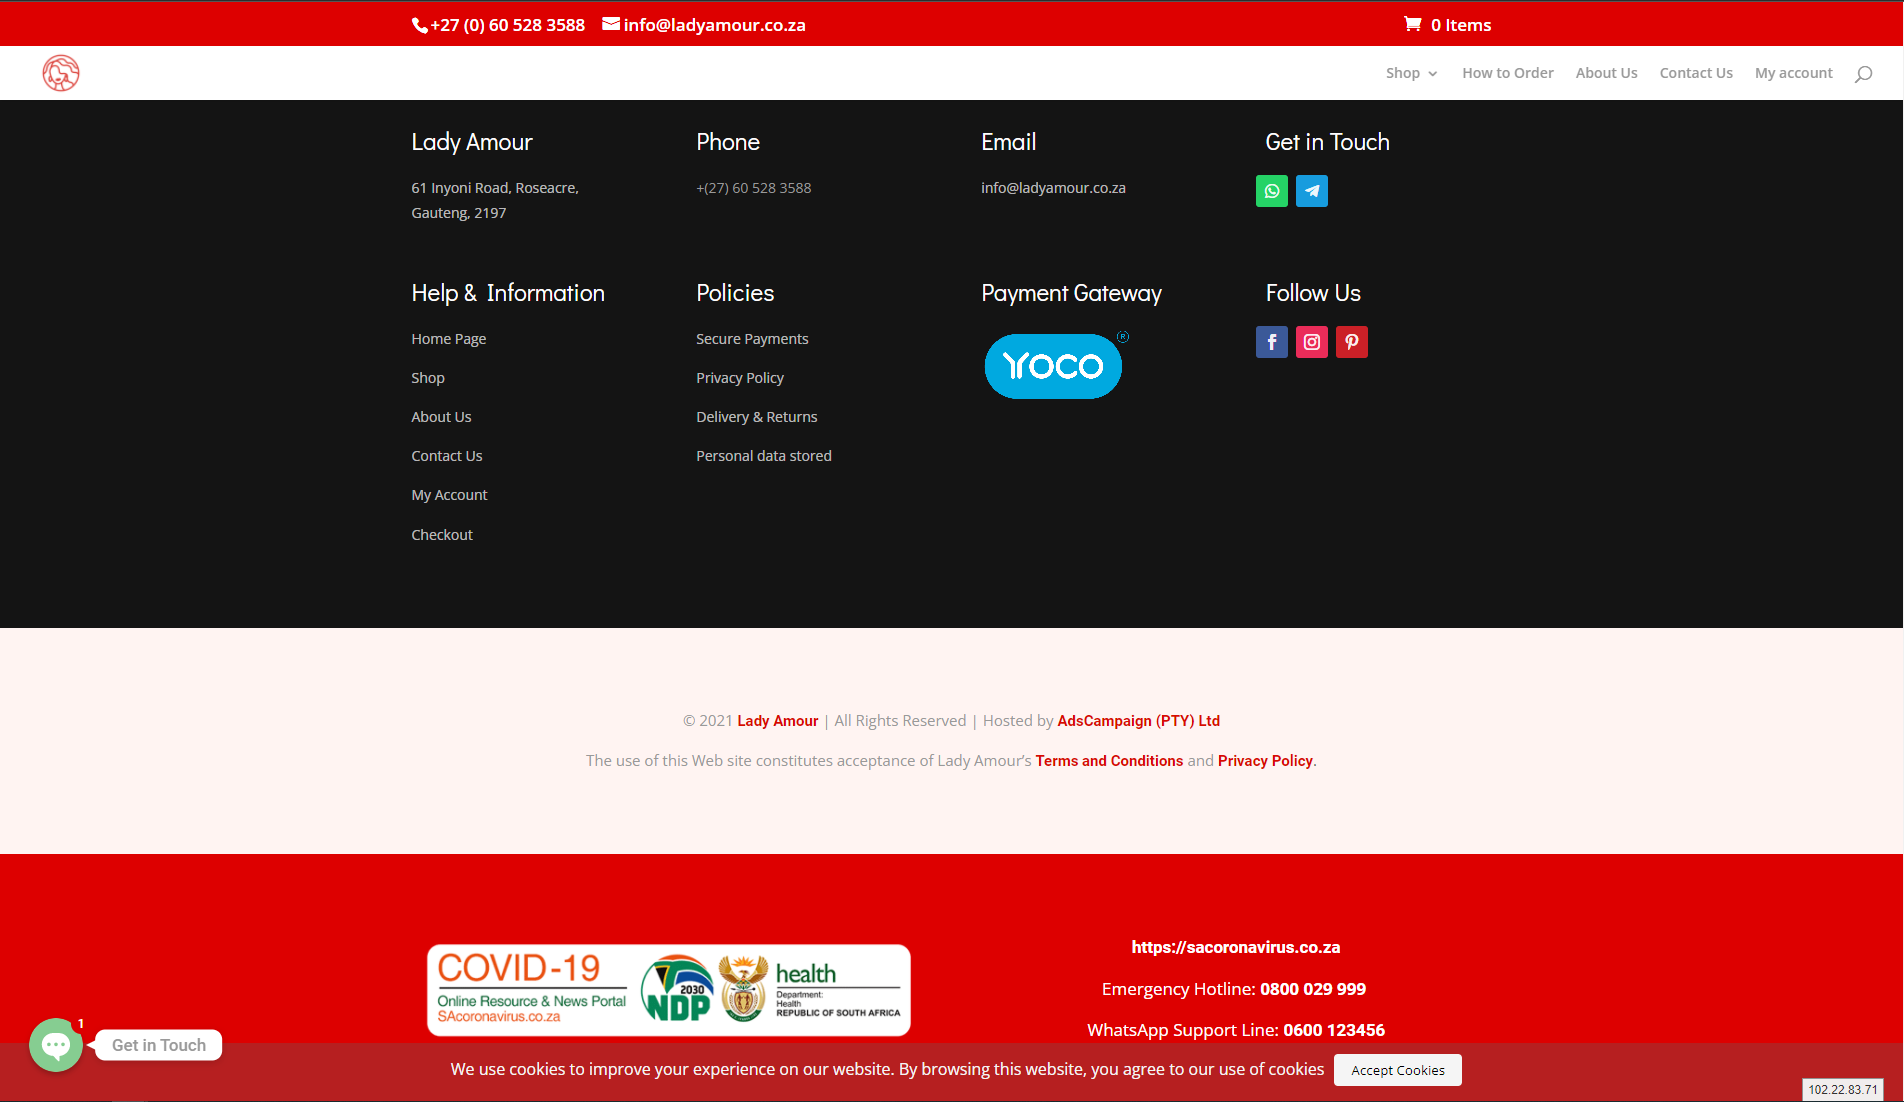 +27 (0) 60 528 3588 info@ladyamour.co.za 0 Items
Shop How to Order About Us Contact Us My account
Lady Amour
61 Inyoni Road, Roseacre,
Gauteng, 2197
Phone
+(27) 60 528 3588
Email
info@ladyamour.co.za
Get in Touch
Help & Information
Home Page
Shop
About Us
Contact Us
My Account
Checkout
Policies
Secure Payments
Privacy Policy
Delivery & Returns
Personal data stored
Payment Gateway
YOCO ®
Follow Us
© 2021 Lady Amour | All Rights Reserved | Hosted by AdsCampaign (PTY) Ltd
The use of this Web site constitutes acceptance of Lady Amour’s Terms and Conditions and Privacy Policy.
COVID-19
Online Resource & News Portal
SAcoronavirus.co.za
2030
NDP
health
Department:
Health
REPUBLIC OF SOUTH AFRICA
https://sacoronavirus.co.za
Emergency Hotline: 0800 029 999
WhatsApp Support Line: 0600 123456
1
Get in Touch
We use cookies to improve your experience on our website. By browsing this website, you agree to our use of cookies Accept Cookies
102.22.83.71